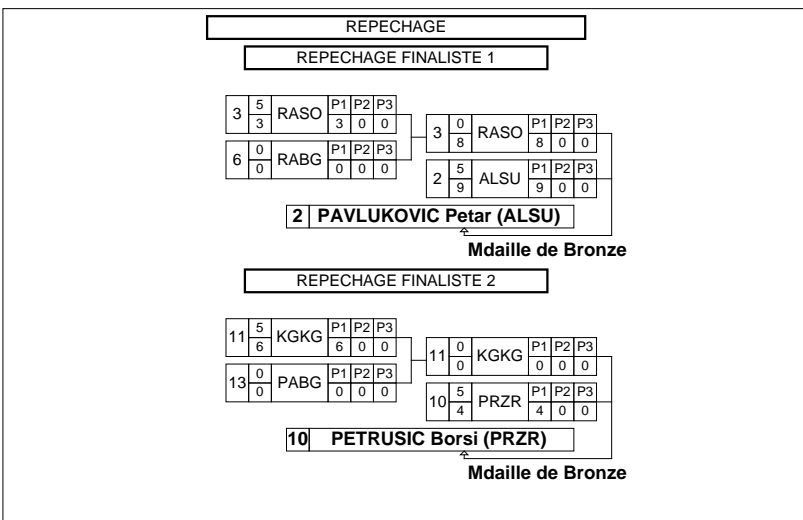 REPECHAGE
REPECHAGE FINALISTE 1
3 5 RASO P1 P2 P3
3 3 0 0
6 0 RABG P1 P2 P3
0 0 0 0
3 0 RASO P1 P2 P3
8 8 0 0
2 5 ALSU P1 P2 P3
9 9 0 0
2 PAVLUKOVIC Petar (ALSU)
Mdaille de Bronze
REPECHAGE FINALISTE 2
11 5 KGKG P1 P2 P3
6 6 0 0
13 0 PABG P1 P2 P3
0 0 0 0
11 0 KGKG P1 P2 P3
0 0 0 0
10 5 PRZR P1 P2 P3
4 4 0 0
10 PETRUSIC Borsi (PRZR)
Mdaille de Bronze